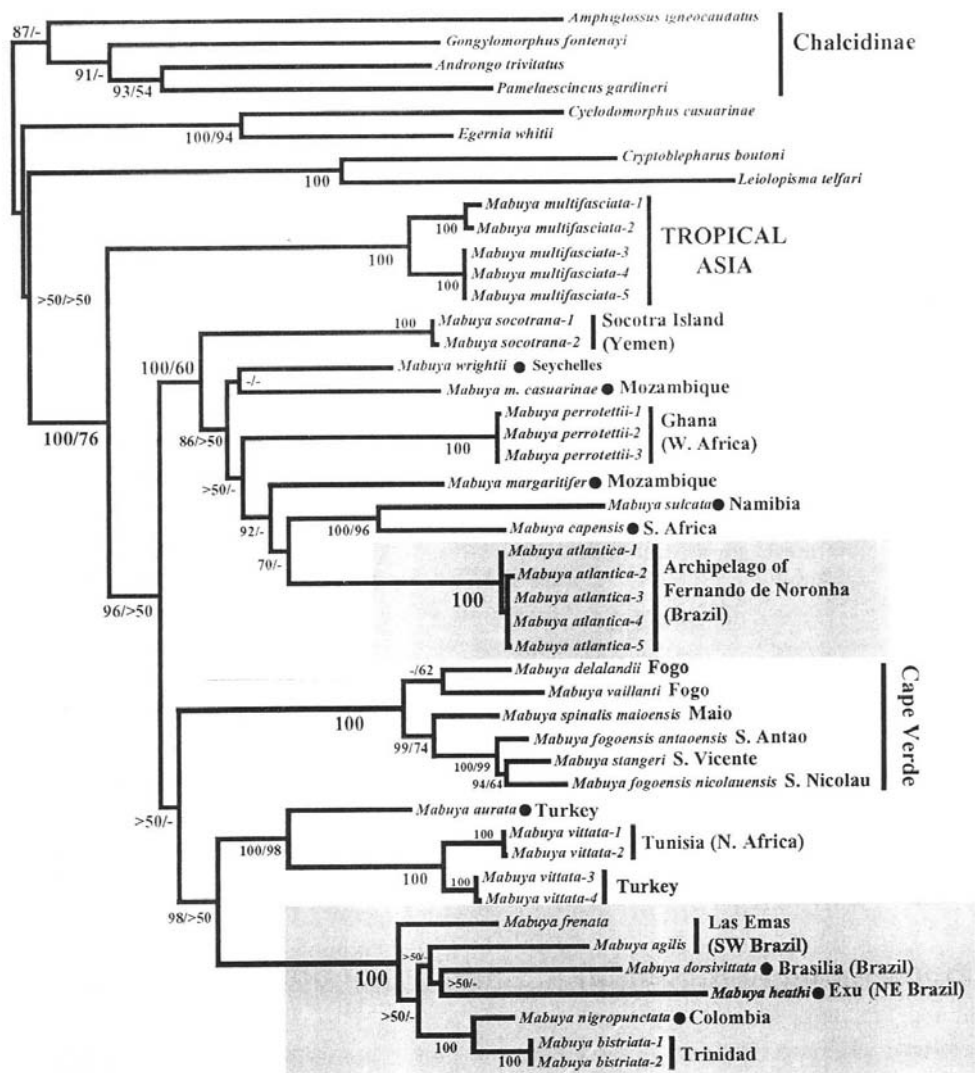 Amphiglossus igneocaudatus
87/-
Gongylomorphus fontenayi
Chalcidinae
91/-
Androngo trivitatus
93/54
Pamelaescincus gardineri
Cyclodomorphus casuarinae
100/94
Egernia whitii
Cryptoblepharus boutoni
100
Leiolopisma telfari
Mabuya multifasciata-1
100
Mabuya multifasciata-2
TROPICAL
ASIA
Mabuya multifasciata-3
100
Mabuya multifasciata-4
100
Mabuya multifasciata-5
>50/>50
Mabuya socotrana-1
100
Mabuya socotrana-2
Socotra Island
(Yemen)
100/60
Mabuya wrightii ● Seychelles
-/-
Mabuya m. casuarinae ● Mozambique
100/76
86/>50
Mabuya perrotettii-1
Mabuya perrotettii-2
Mabuya perrotettii-3
100
Ghana
(W. Africa)
>50/-
Mabuya margaritifer ● Mozambique
Mabuya sulcata ● Namibia
92/-
100/96
Mabuya capensis ● S. Africa
70/-
Mabuya atlantica-1
Mabuya atlantica-2
Mabuya atlantica-3
Mabuya atlantica-4
Mabuya atlantica-5
100
Archipelago of
Fernando de Noronha
(Brazil)
96/>50
-/62
Mabuya delalandii Fogo
Mabuya vaillanti Fogo
100
Mabuya spinalis maioensis Maio
99/74
Mabuya fogoensis antaoensis S. Antao
100/99
Mabuya stangeri S. Vicente
94/64
Mabuya fogoensis nicolauensis S. Nicolau
Cape Verde
>50/-
Mabuya aurata ● Turkey
100/98
Mabuya vittata-1
100
Mabuya vittata-2
Tunisia (N. Africa)
100
Mabuya vittata-3
100
Mabuya vittata-4
Turkey
98/>50
Mabuya frenata
Mabuya agilis
Las Emas
(SW Brazil)
100
>50/-
Mabuya dorsivittata ● Brasilia (Brazil)
>50/-
Mabuya heathi ● Exu (NE Brazil)
>50/-
Mabuya nigropunctata ● Colombia
100
Mabuya bistriata-1
100
Mabuya bistriata-2
Trinidad